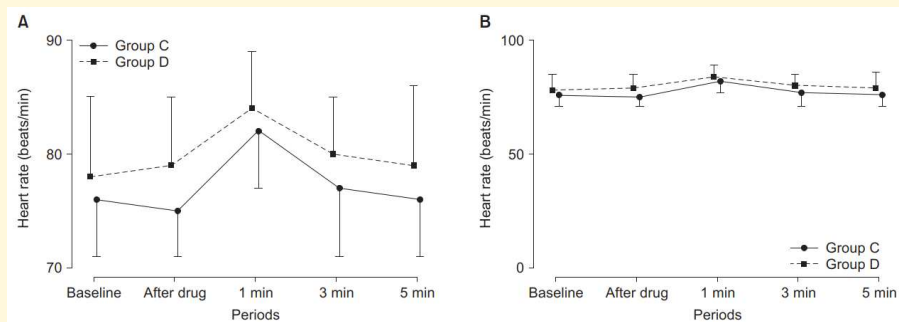 A
90
80
70
Heart rate (beats/min)
Group C
Group D
Baseline After drug 1 min 3 min 5 min
Periods
B
100
50
0
Heart rate (beats/min)
Group C
Group D
Baseline After drug 1 min 3 min 5 min
Periods